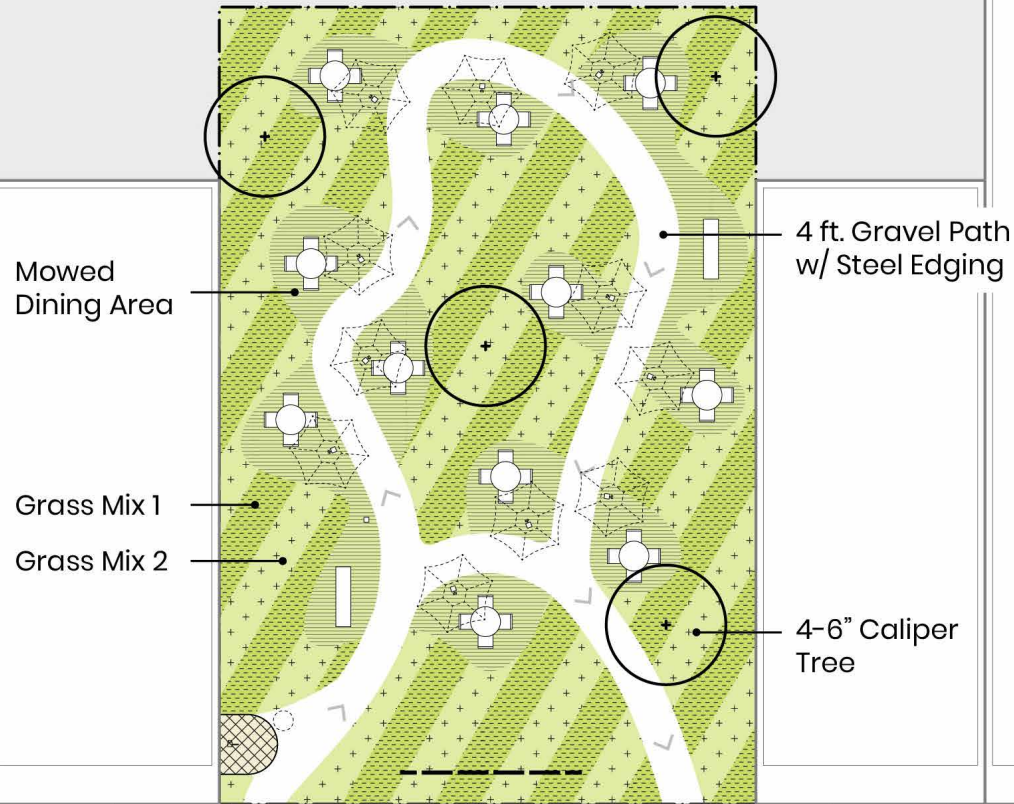 Mowed
Dining Area
Grass Mix 1
Grass Mix 2
4 ft. Gravel Path
w/ Steel Edging
4-6” Caliper
Tree